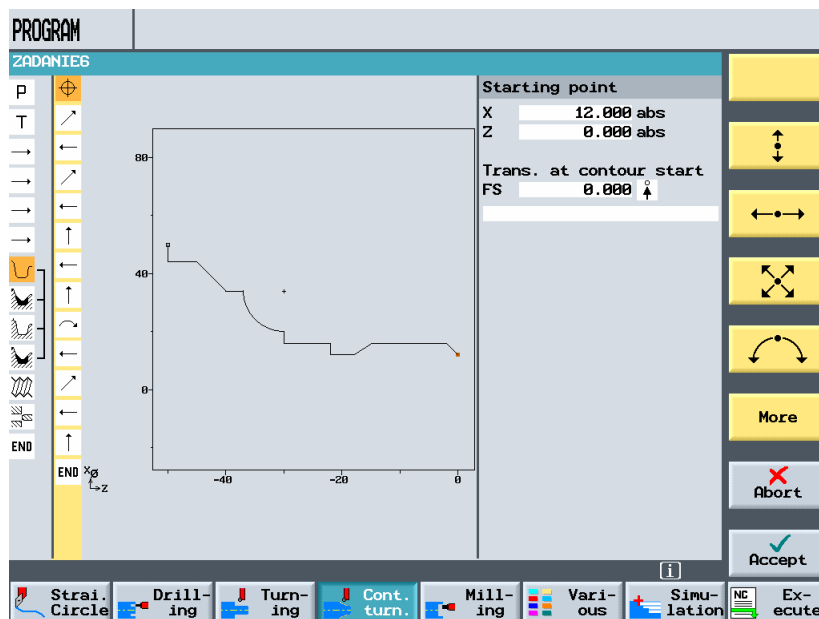 PROGRAM
ZADANIE6
P
T
END
END
80
40
0
-40
-20
0
XØ
Z
Starting point
X 12.000 abs
Z 0.000 abs
Trans. at contour start
FS 0.000
More
Abort
Accept
i
Strai.
Circle
Drill-
ing
Turn-
ing
Cont.
turn.
Mill-
ing
Vari-
ous
Simu-
lation
NC
Ex-
ecute